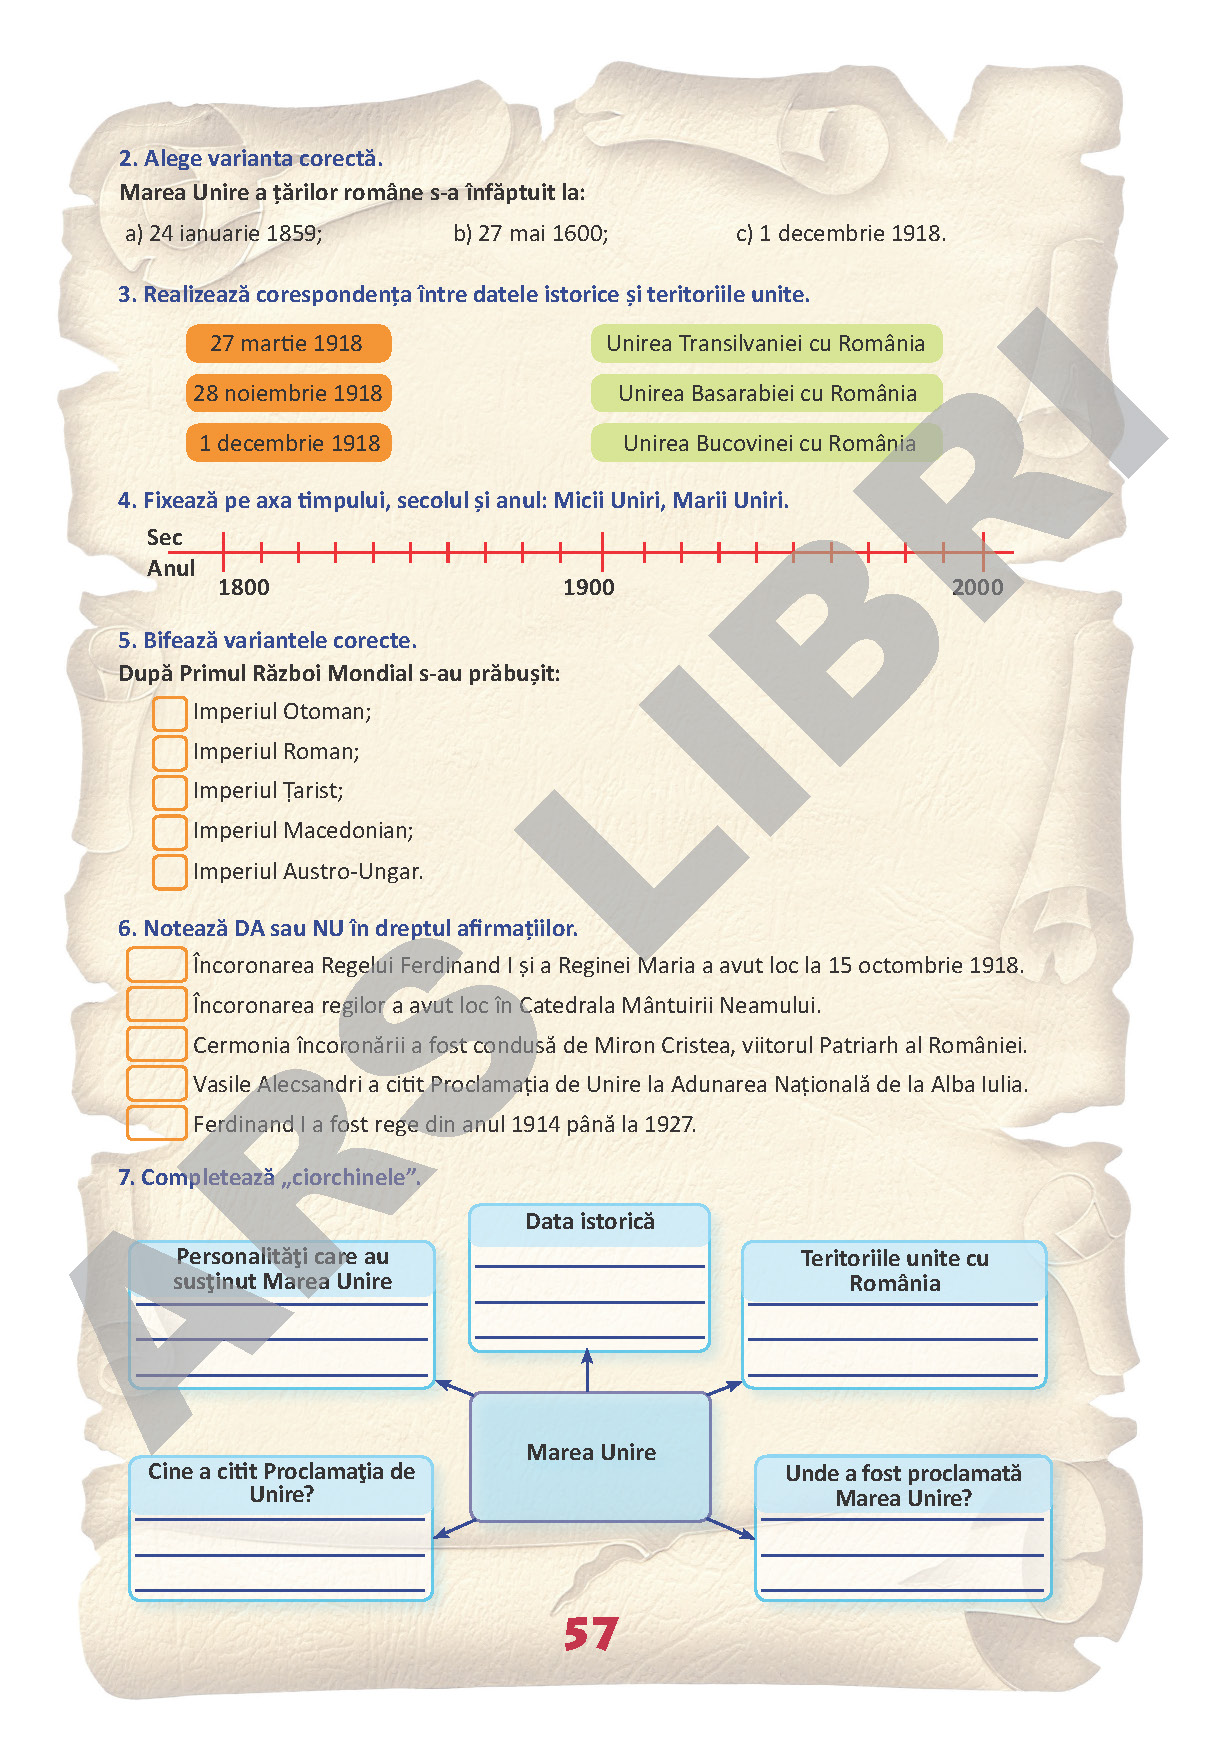 2. Alege varianta corectă.
Marea Unire a țărilor române s-a înfăptuit la:
a) 24 ianuarie 1859; b) 27 mai 1600; c) 1 decembrie 1918.
3. Realizează corespondența între datele istorice și teritoriile unite.
27 martie 1918 Unirea Transilvaniei cu România
28 noiembrie 1918 Unirea Basarabiei cu România
1 decembrie 1918 Unirea Bucovinei cu România
4. Fixează pe axa timpului, secolul și anul: Micii Uniri, Marii Uniri.
Sec
Anul
1800 1900 2000
5. Bifează variantele corecte.
După Primul Război Mondial s-au prăbușit:
Imperiul Otoman;
Imperiul Roman;
Imperiul Țarist;
Imperiul Macedonian;
Imperiul Austro-Ungar.
6. Notează DA sau NU în dreptul afirmațiilor.
Încoronarea Regelui Ferdinand I și a Reginei Maria a avut loc la 15 octombrie 1918.
Încoronarea regilor a avut loc în Catedrala Mântuirii Neamului.
Cermonia încoronării a fost condusă de Miron Cristea, viitorul Patriarh al României.
Vasile Alecsandri a citit Proclamația de Unire la Adunarea Națională de la Alba Iulia.
Ferdinand I a fost rege din anul 1914 până la 1927.
7. Completează „ciorchinele”.
Data istorică
Personalităţi care au
susţinut Marea Unire
Teritoriile unite cu
România
Marea Unire
Cine a citit Proclamaţia de
Unire?
Unde a fost proclamată
Marea Unire?
57
ARS LIBRI